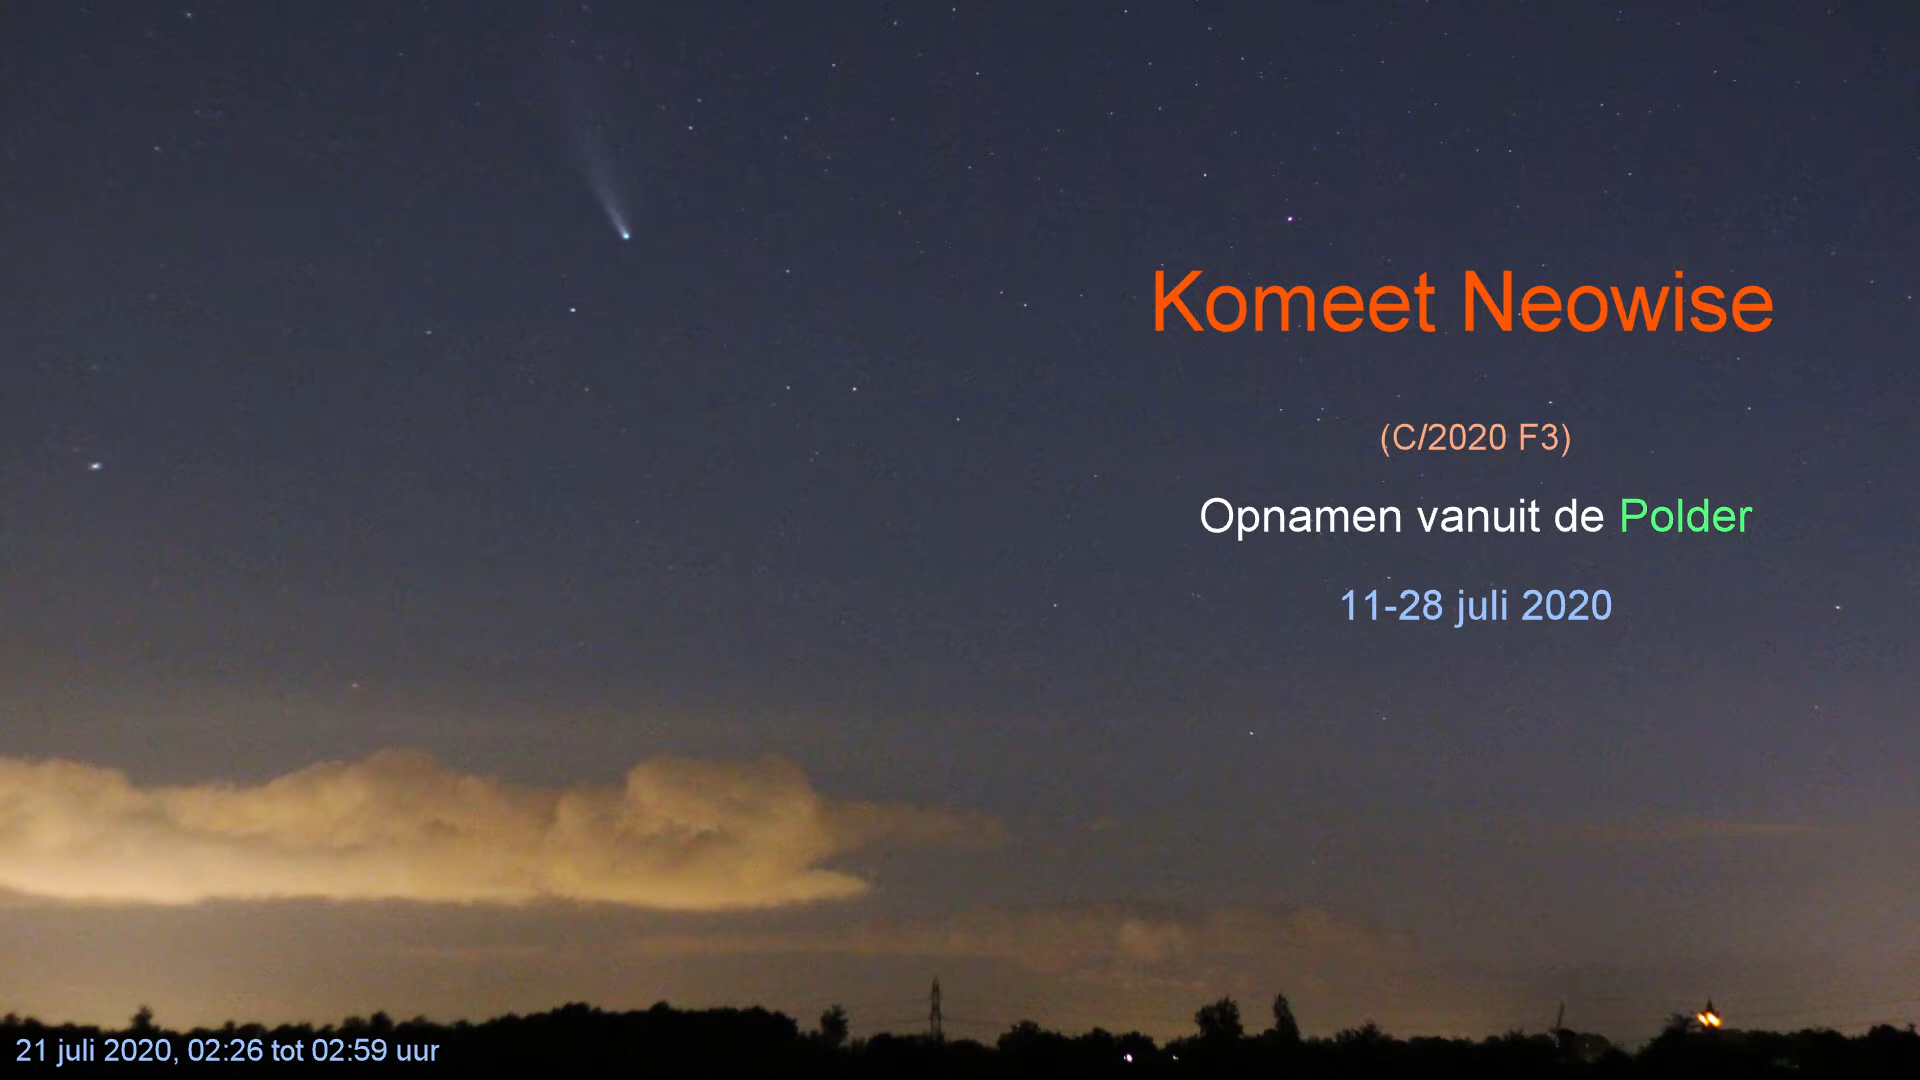 Komeet Neowise
(C/2020 F3)
Opnamen vanuit de Polder
11-28 juli 2020
21 juli 2020, 02:26 tot 02:59 uur